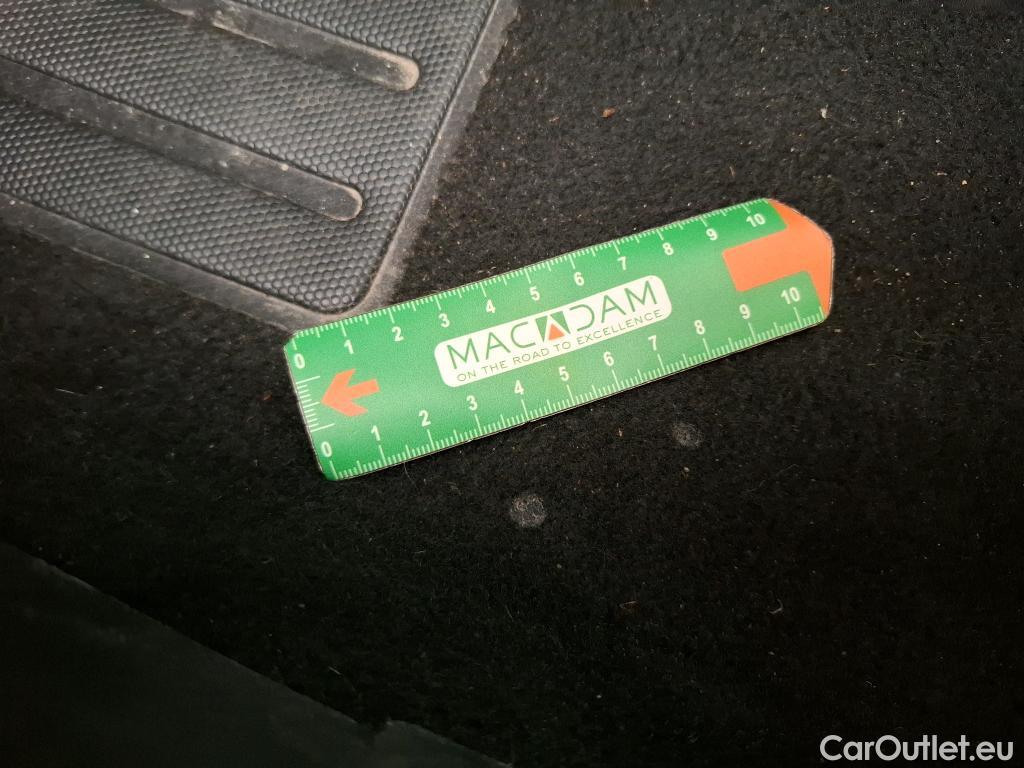 0 1 2 3 4 5 6 7 8 9 10
MACADAM
ON THE ROAD TO EXCELLENCE
0 1 2 3 4 5 6 7 8 9 10
CarOutlet.eu